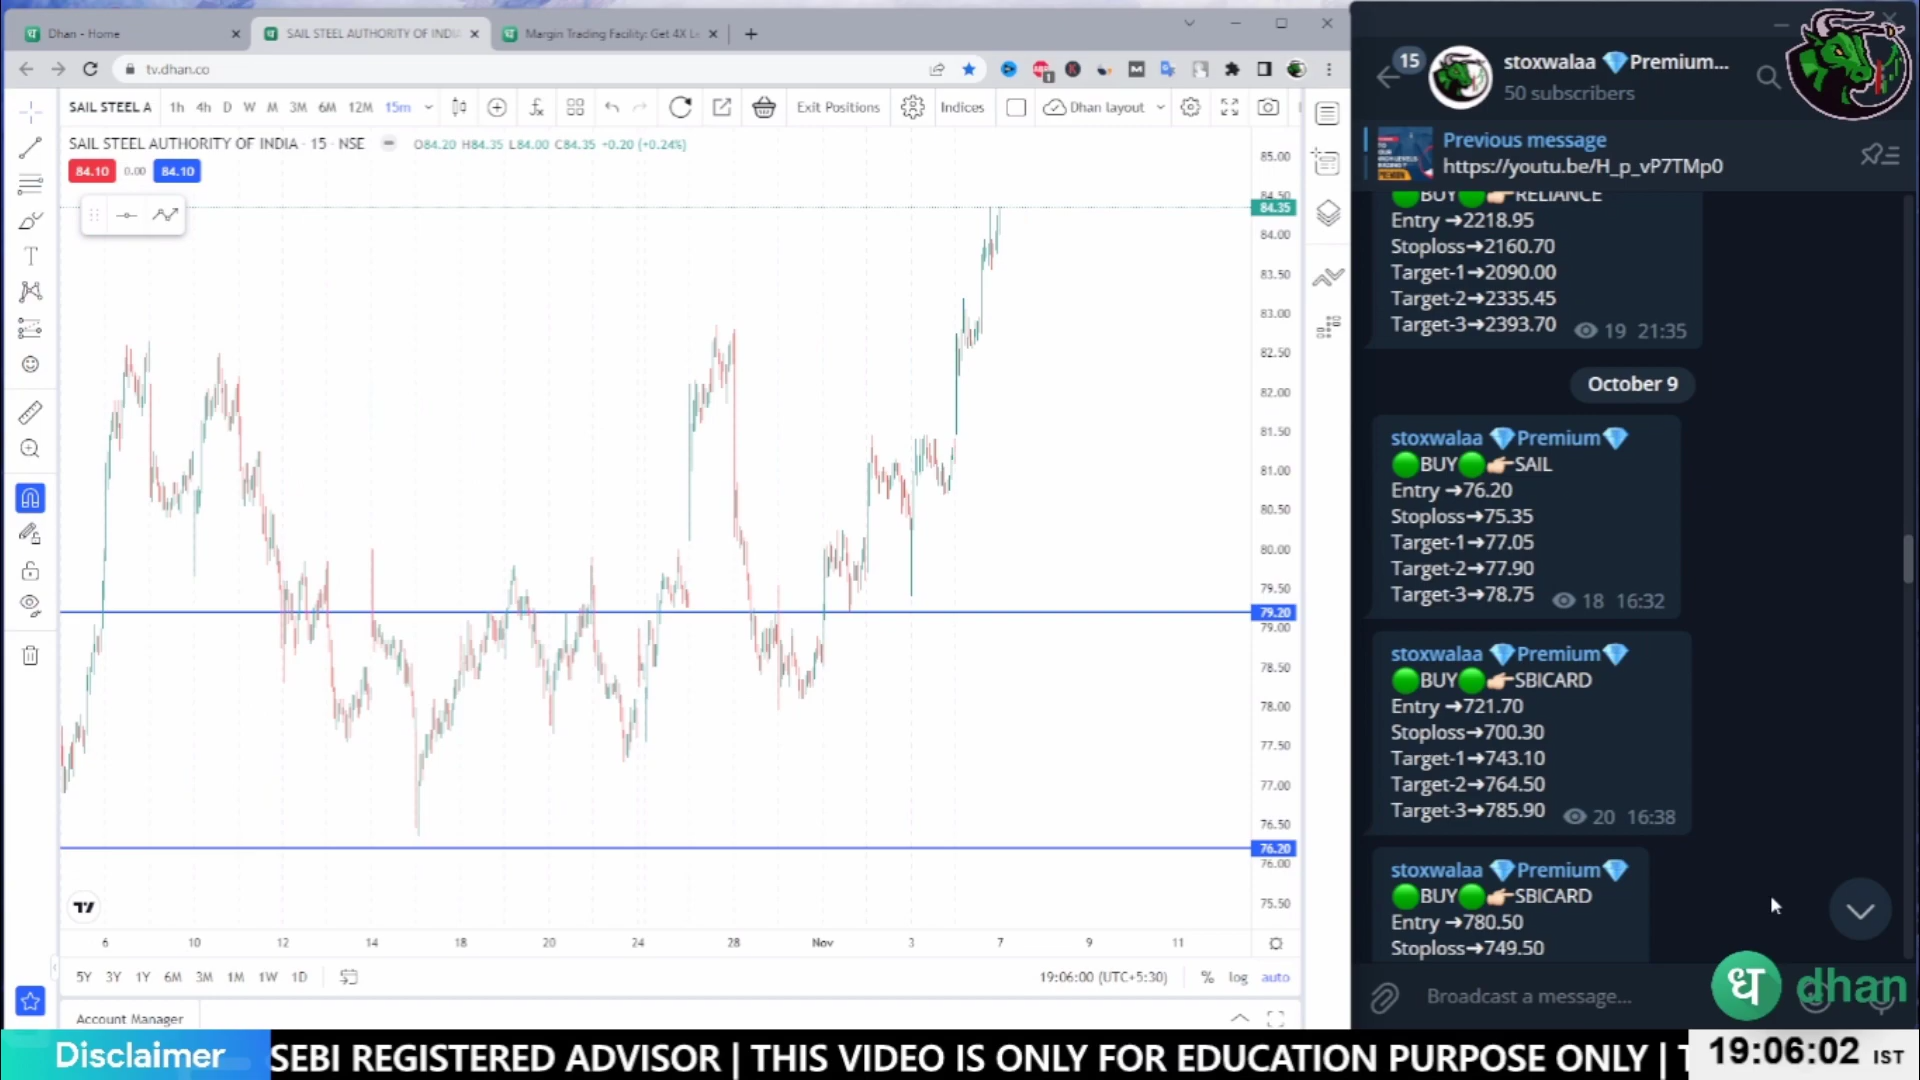 Dhan - Home
SAIL STEEL AUTHORITY OF INDIA
Margin Trading Facility: Get 4X L
tv.dhan.co
SAIL STEEL A 1h 4h D W M 3M 6M 12M 15m
Exit Positions
Indices
Dhan layout
SAIL STEEL AUTHORITY OF INDIA · 15 · NSE
O84.20 H84.35 L84.00 C84.35 +0.20 (+0.24%)
84.10 0.00 84.10
85.00
84.50
84.35
84.00
83.50
83.00
82.50
82.00
81.50
81.00
80.50
80.00
79.50
79.20
79.00
78.50
78.00
77.50
77.00
76.50
76.20
76.00
75.50
6 10 12 14 18 20 24 28 Nov 3 7 9 11
5Y 3Y 1Y 6M 3M 1M 1W 1D
19:06:00 (UTC+5:30) % log auto
Account Manager
15
stoxwalaa 💎Premium...
50 subscribers
Previous message
https://youtu.be/H_p_vP7TMp0
🟢BUY🟢👉🏻RELIANCE
Entry ➜2218.95
Stoploss➜2160.70
Target-1➜2090.00
Target-2➜2335.45
Target-3➜2393.70 19 21:35
October 9
stoxwalaa 💎Premium💎
🟢BUY🟢👉🏻SAIL
Entry ➜76.20
Stoploss➜75.35
Target-1➜77.05
Target-2➜77.90
Target-3➜78.75 18 16:32
stoxwalaa 💎Premium💎
🟢BUY🟢👉🏻SBICARD
Entry ➜721.70
Stoploss➜700.30
Target-1➜743.10
Target-2➜764.50
Target-3➜785.90 20 16:38
stoxwalaa 💎Premium💎
🟢BUY🟢👉🏻SBICARD
Entry ➜780.50
Stoploss➜749.50
Broadcast a message...
ध dhan
Disclaimer
SEBI REGISTERED ADVISOR | THIS VIDEO IS ONLY FOR EDUCATION PURPOSE ONLY |
19:06:02 IST